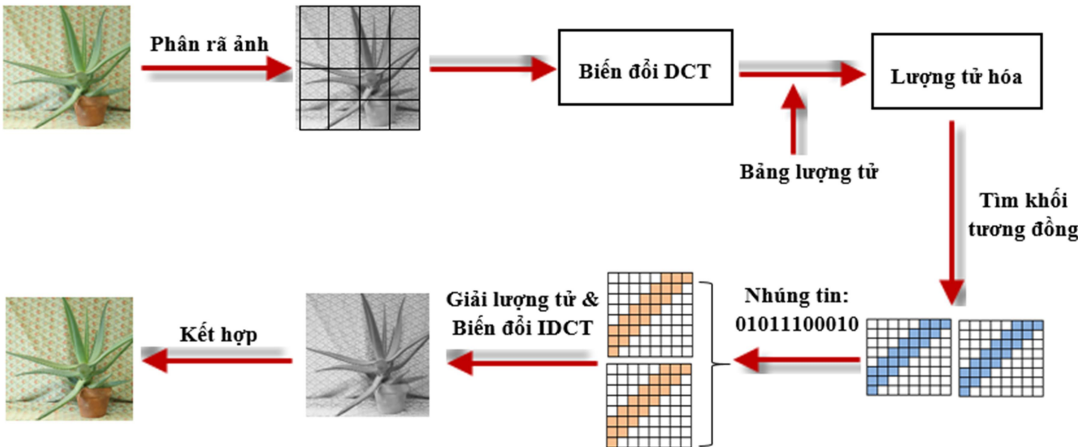 Phân rã ảnh
Biến đổi DCT
Lượng tử hóa
Bảng lượng tử
Tìm khối
tương đồng
Nhúng tin:
01011100010
Giải lượng tử &
Biến đổi IDCT
Kết hợp